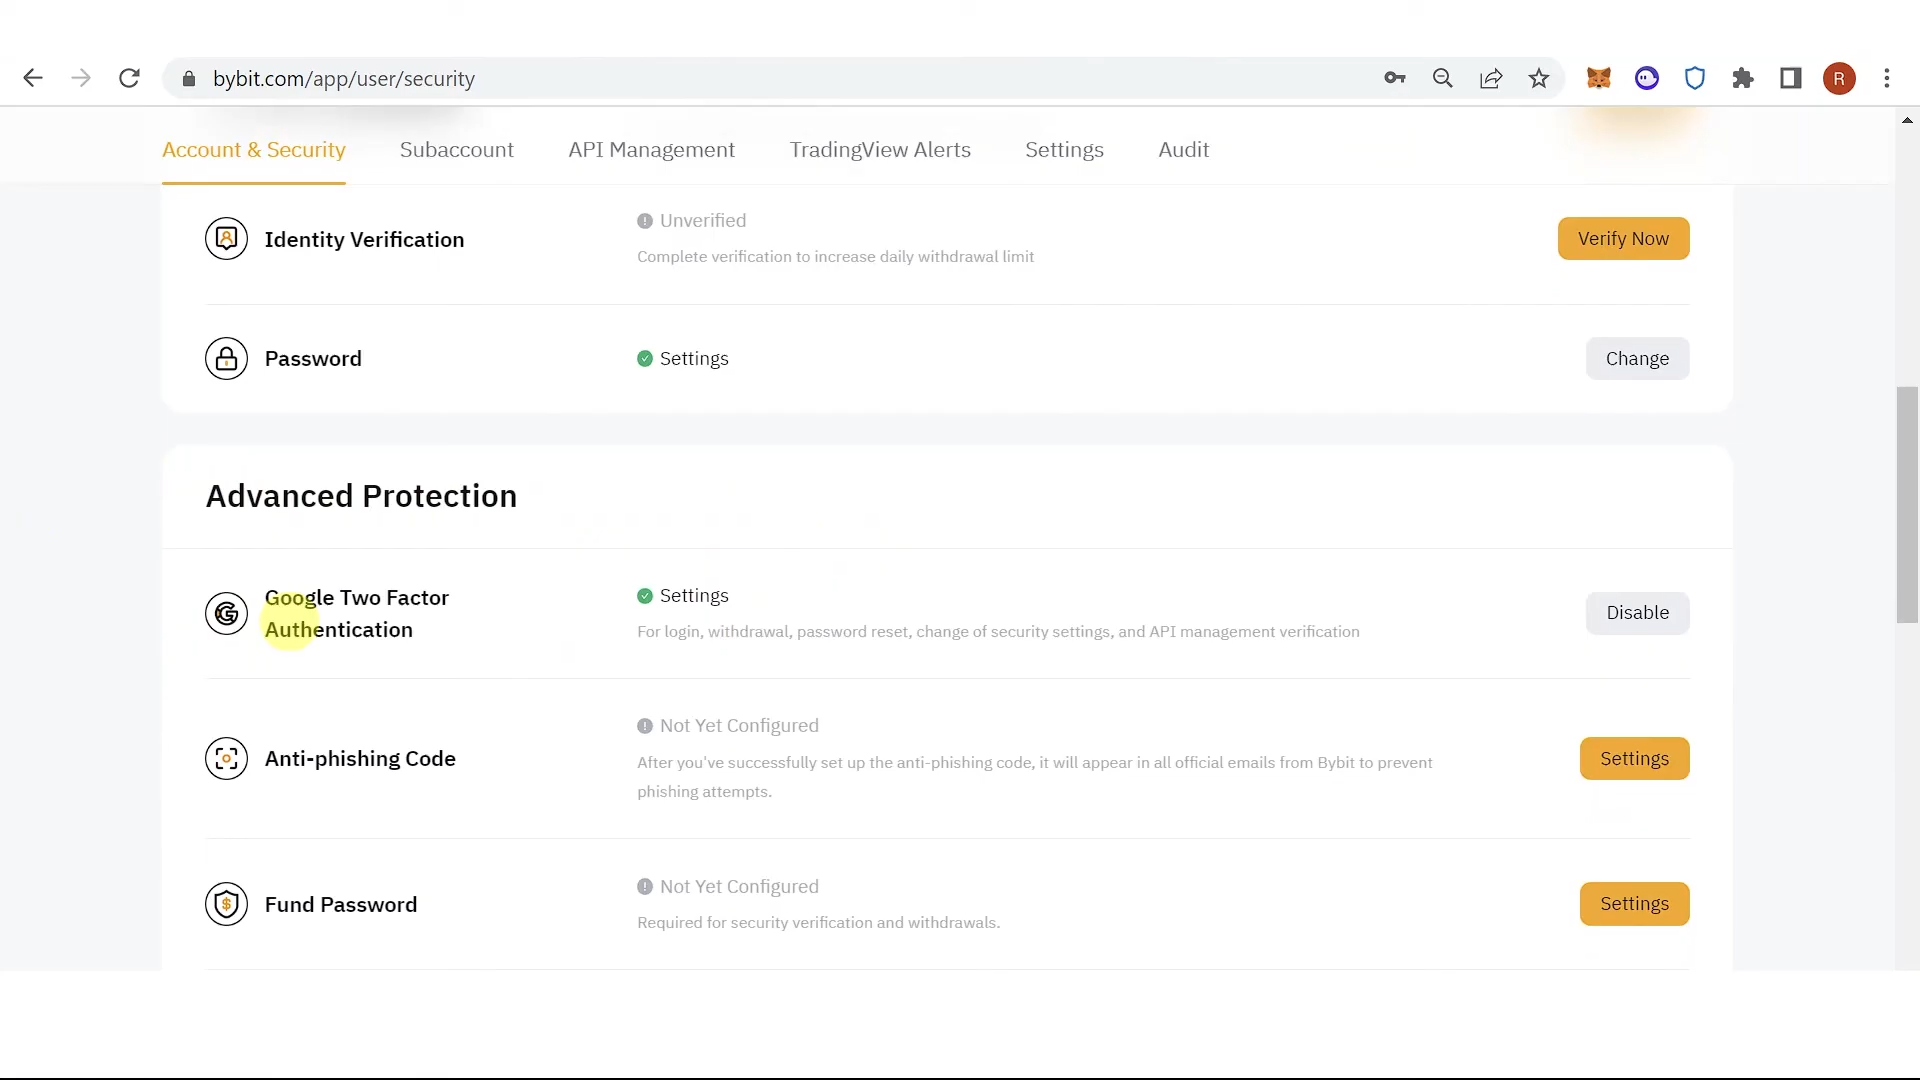 bybit.com/app/user/security
R
Account & Security
Subaccount
API Management
TradingView Alerts
Settings
Audit
Identity Verification
Unverified
Complete verification to increase daily withdrawal limit
Verify Now
Password
Settings
Change
Advanced Protection
Google Two Factor
Authentication
Settings
For login, withdrawal, password reset, change of security settings, and API management verification
Disable
Anti-phishing Code
Not Yet Configured
After you've successfully set up the anti-phishing code, it will appear in all official emails from Bybit to prevent
phishing attempts.
Settings
Fund Password
Not Yet Configured
Required for security verification and withdrawals.
Settings